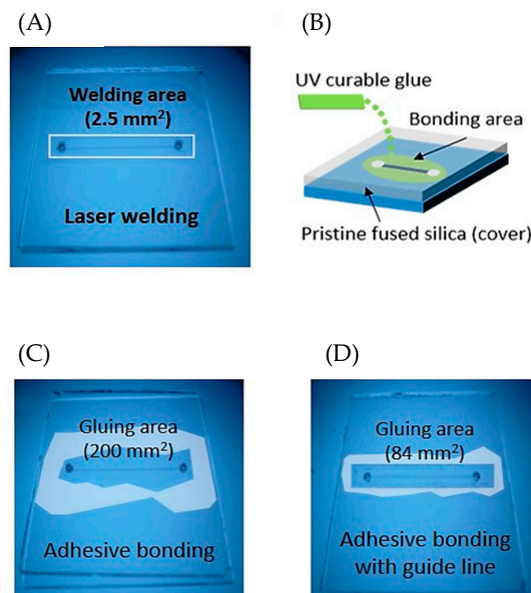 (A)
Welding area
(2.5 mm²)
Laser welding
(B)
UV curable glue
Bonding area
Pristine fused silica (cover)
(C)
Gluing area
(200 mm²)
Adhesive bonding
(D)
Gluing area
(84 mm²)
Adhesive bonding
with guide line